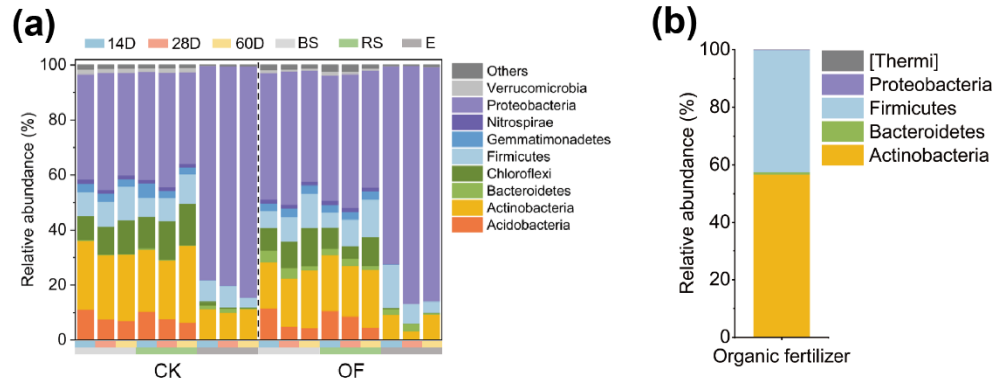 (a)
14D 28D 60D BS RS E
Relative abundance (%)
100
80
60
40
20
0
CK OF
Others
Verrucomicrobia
Proteobacteria
Nitrospirae
Gemmatimonadetes
Firmicutes
Chloroflexi
Bacteroidetes
Actinobacteria
Acidobacteria
(b)
Relative abundance (%)
100
80
60
40
20
0
Organic fertilizer
[Thermi]
Proteobacteria
Firmicutes
Bacteroidetes
Actinobacteria